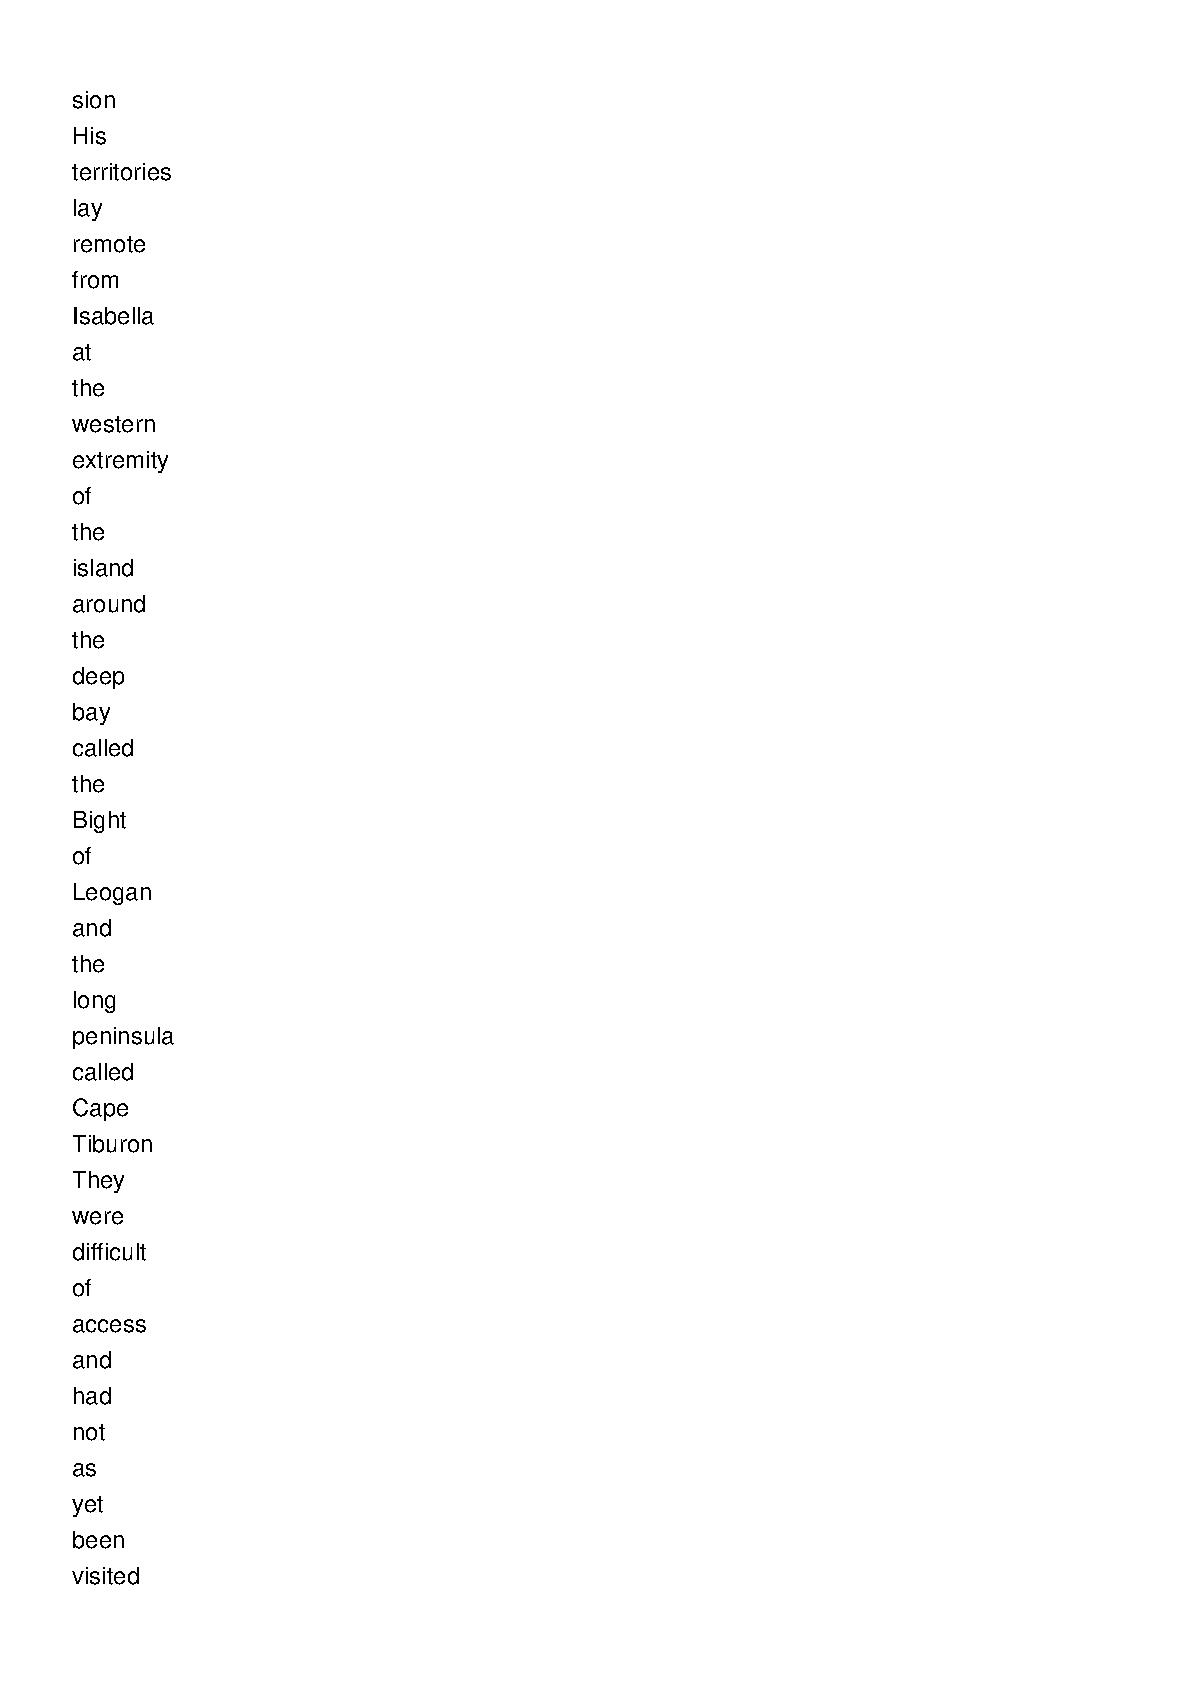 sion
His
territories
lay
remote
from
Isabella
at
the
western
extremity
of
the
island
around
the
deep
bay
called
the
Bight
of
Leogan
and
the
long
peninsula
called
Cape
Tiburon
They
were
difficult
of
access
and
had
not
as
yet
been
visited